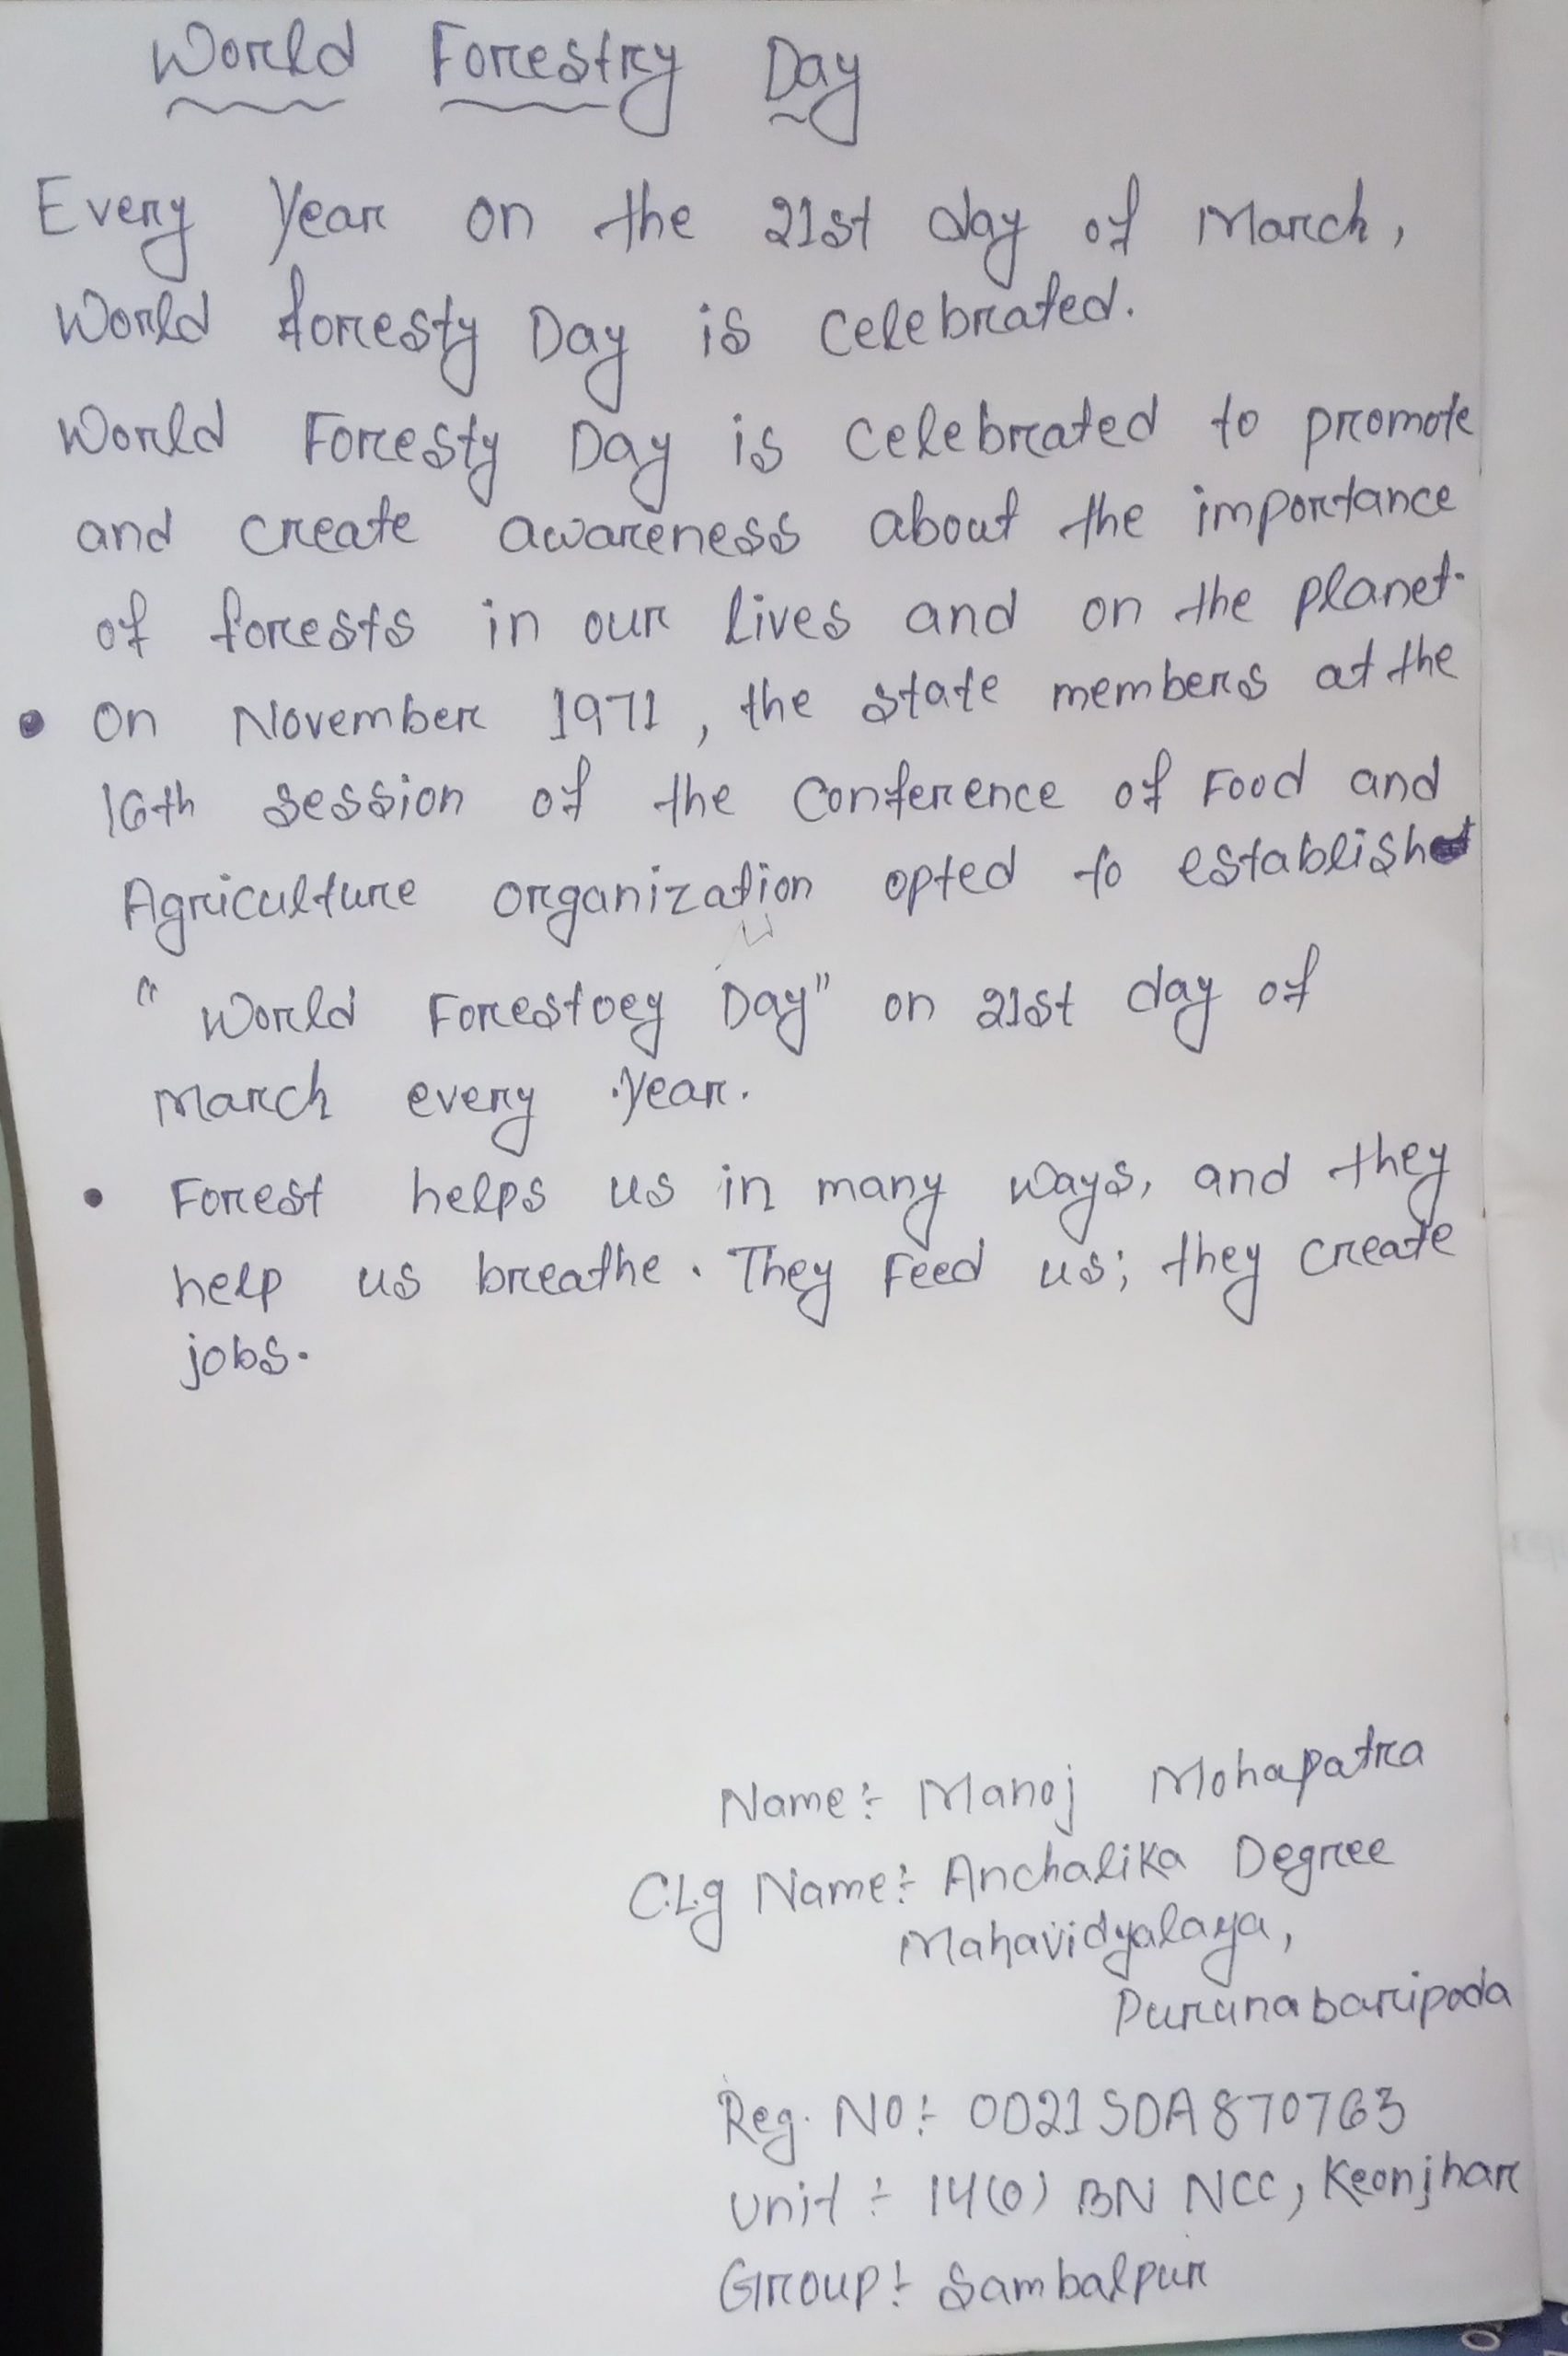 World Forestry Day
Every Year on the 21st day of March,
World foresty Day is celebrated.
World Foresty Day is celebrated to promote
and create awareness about the importance
of forests in our lives and on the planet.
• On November 1971, the state members at the
16th session of the Conference of Food and
Agriculture organization opted to establish
"World Forestoey Day" on 21st day of
March every year.
• Forest helps us in many ways, and they
help us breathe. They Feed us; they create
jobs.
Name:- Manoj Mohapatra
C.Lg Name:- Anchalika Degree
Mahavidyalaya,
Purunabaripada
Reg. No:- OD21SDA870763
Unit :- 14(O) BN NCC, Keonjhar
Group:- Sambalpur